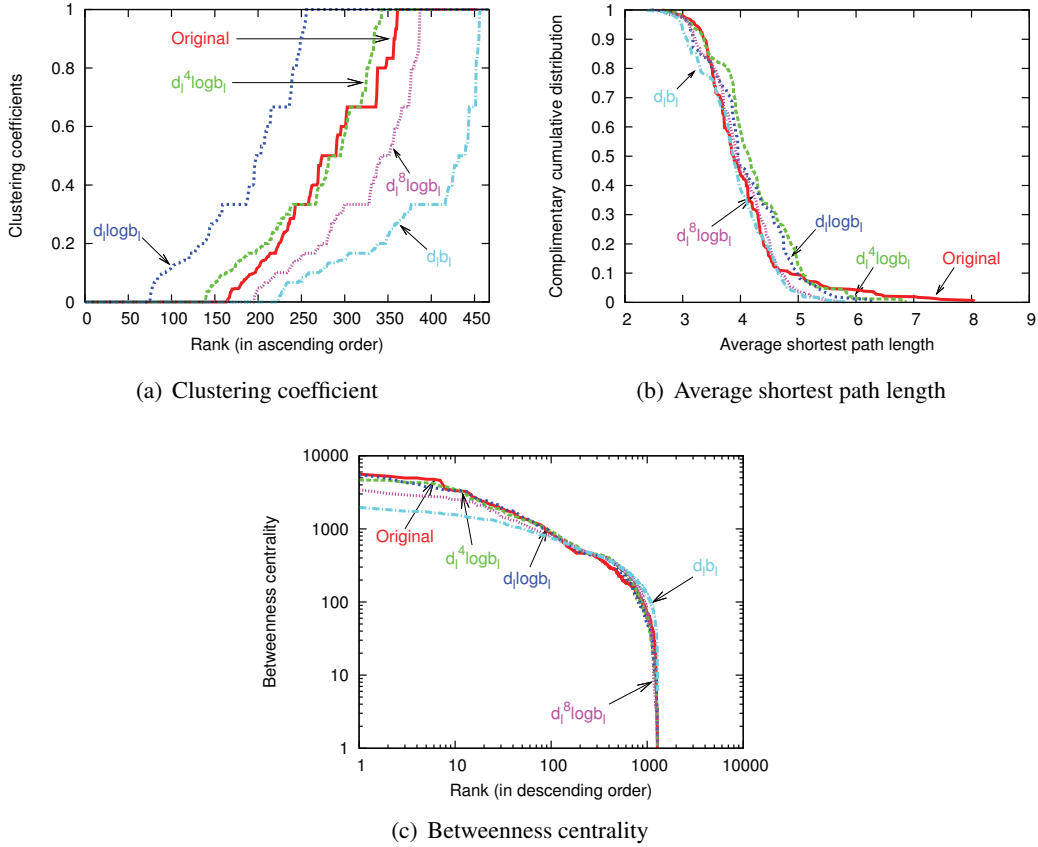 1
0.8
0.6
0.4
0.2
0
0 50 100 150 200 250 300 350 400 450
Clustering coefficients
Rank (in ascending order)
Original
d_l^4logb_l
d_l^8logb_l
d_llogb_l
d_lb_l
(a) Clustering coefficient
1
0.9
0.8
0.7
0.6
0.5
0.4
0.3
0.2
0.1
0
2 3 4 5 6 7 8 9
Complimentary cumulative distribution
Average shortest path length
d_lb_l
d_l^8logb_l
d_llogb_l
d_l^4logb_l
Original
(b) Average shortest path length
10000
1000
100
10
1
1 10 100 1000 10000
Betweenness centrality
Rank (in descending order)
Original
d_l^4logb_l
d_llogb_l
d_lb_l
d_l^8logb_l
(c) Betweenness centrality